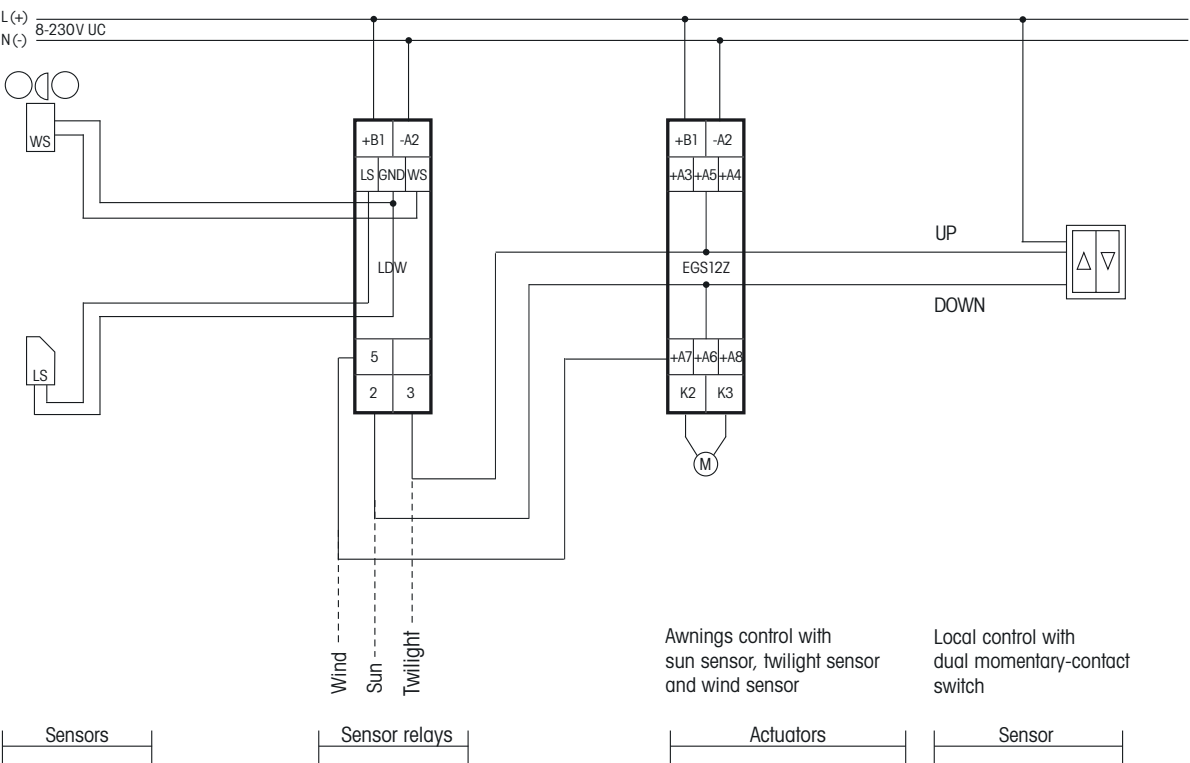 L(+)
8-230V UC
N(-)
WS
+B1 -A2
LS GND WS
LDW
5
2 3
LS
+B1 -A2
+A3 +A5 +A4
EGS12Z
+A7 +A6 +A8
K2 K3
M
UP
DOWN
Wind
Sun
Twilight
Awnings control with
sun sensor, twilight sensor
and wind sensor
Local control with
dual momentary-contact
switch
Sensors
Sensor relays
Actuators
Sensor